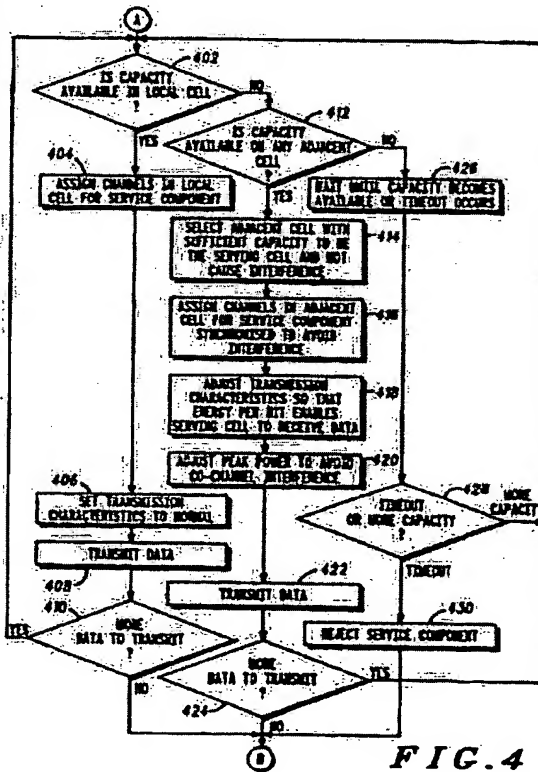 A
402
IS CAPACITY
AVAILABLE IN LOCAL CELL
?
NO
YES
412
IS CAPACITY
AVAILABLE ON ANY ADJACENT
CELL
?
NO
YES
404
ASSIGN CHANNELS IN LOCAL
CELL FOR SERVICE COMPONENT
426
WAIT UNTIL CAPACITY BECOMES
AVAILABLE OR TIMEOUT OCCURS
SELECT ADJACENT CELL WITH
SUFFICIENT CAPACITY TO BE
THE SERVING CELL AND NOT
CAUSE INTERFERENCE
414
ASSIGN CHANNELS IN ADJACENT
CELL FOR SERVICE COMPONENT
SYNCHRONISED TO AVOID
INTERFERENCE
416
ADJUST TRANSMISSION
CHARACTERISTICS SO THAT
ENERGY PER BIT ENABLES
SERVING CELL TO RECEIVE DATA
418
ADJUST PEAK POWER TO AVOID
CO-CHANNEL INTERFERENCE
420
406
SET TRANSMISSION
CHARACTERISTICS TO NORMAL
428
TIMEOUT
OR MORE CAPACITY
?
MORE
CAPACITY
TIMEOUT
TRANSMIT DATA
408
422
TRANSMIT DATA
430
REJECT SERVICE COMPONENT
410
MORE
DATA TO TRANSMIT
?
YES
NO
MORE
DATA TO TRANSMIT
?
YES
424
NO
B
FIG.4